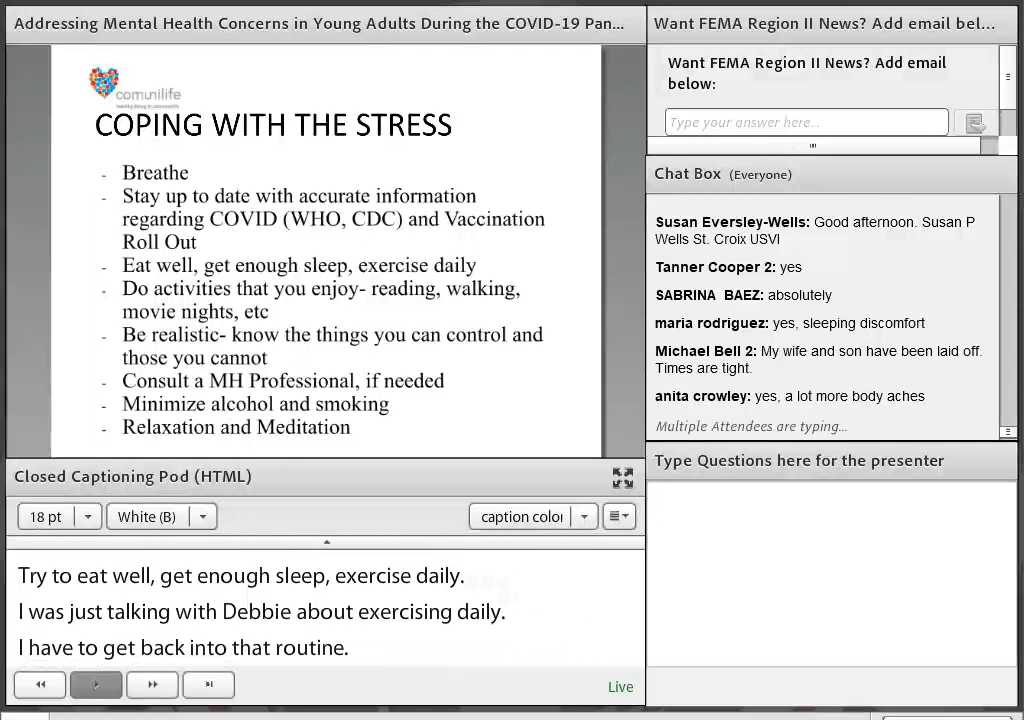 Addressing Mental Health Concerns in Young Adults During the COVID-19 Pan...
comunilife
COPING WITH THE STRESS
- Breathe
- Stay up to date with accurate information
regarding COVID (WHO, CDC) and Vaccination
Roll Out
- Eat well, get enough sleep, exercise daily
- Do activities that you enjoy- reading, walking,
movie nights, etc
- Be realistic- know the things you can control and
those you cannot
- Consult a MH Professional, if needed
- Minimize alcohol and smoking
- Relaxation and Meditation
Closed Captioning Pod (HTML)
18 pt
White (B)
caption color
Try to eat well, get enough sleep, exercise daily.
I was just talking with Debbie about exercising daily.
I have to get back into that routine.
Live
Want FEMA Region II News? Add email bel...
Want FEMA Region II News? Add email
below:
Type your answer here...
Chat Box (Everyone)
Susan Eversley-Wells: Good afternoon. Susan P
Wells St. Croix USVI
Tanner Cooper 2: yes
SABRINA BAEZ: absolutely
maria rodriguez: yes, sleeping discomfort
Michael Bell 2: My wife and son have been laid off.
Times are tight.
anita crowley: yes, a lot more body aches
Multiple Attendees are typing...
Type Questions here for the presenter